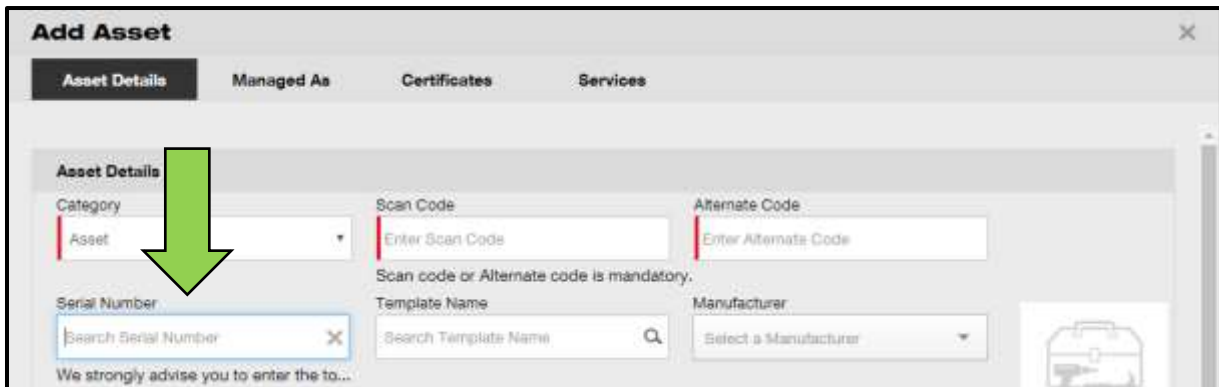 Add Asset
Asset Details Managed As Certificates Services
Asset Details
Category Scan Code Alternate Code
Asset Enter Scan Code Enter Alternate Code
Scan code or Alternate code is mandatory.
Serial Number Template Name Manufacturer
Search Serial Number Search Template Name Select a Manufacturer
We strongly advise you to enter the to...